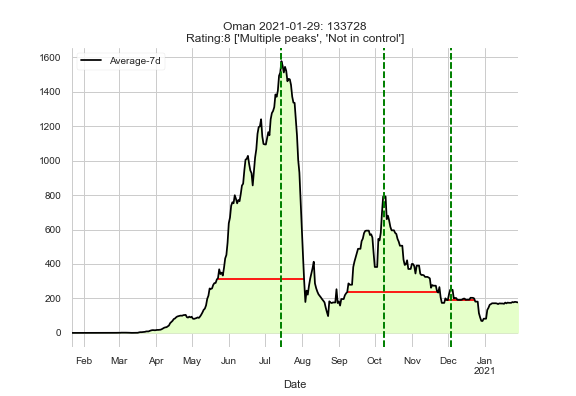 Oman 2021-01-29: 133728
Rating:8 ['Multiple peaks', 'Not in control']
Average-7d
1600
1400
1200
1000
800
600
400
200
0
Feb Mar Apr May Jun Jul Aug Sep Oct Nov Dec Jan
2021
Date